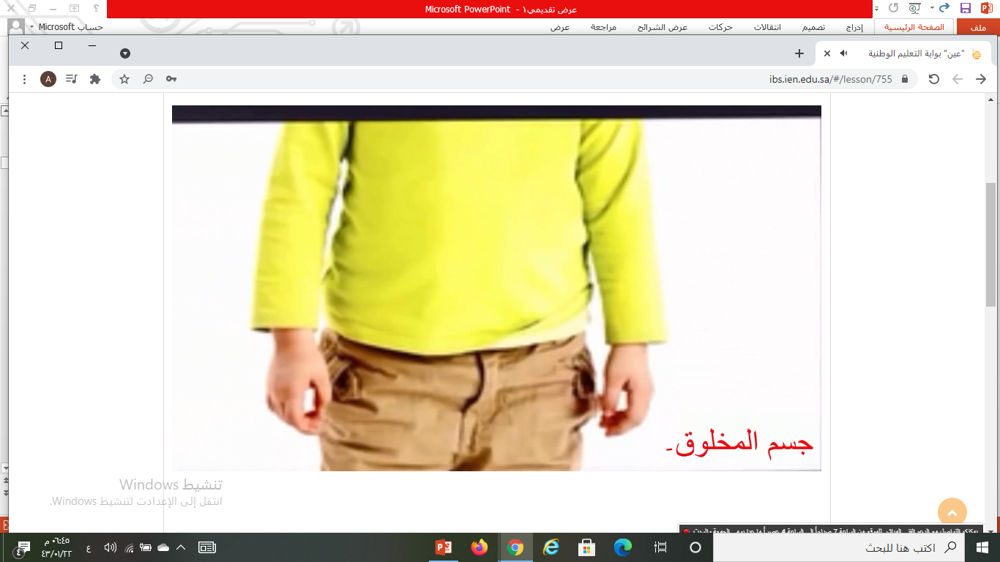 عرض تقديمي١ - Microsoft PowerPoint
ملف
الصفحة الرئيسية
إدراج
تصميم
انتقالات
حركات
عرض الشرائح
مراجعة
عرض
حساب Microsoft
"عين" بوابة التعليم الوطنية
ibs.ien.edu.sa/#/lesson/755
A
جسم المخلوق.
تنشيط Windows
انتقل إلى الإعدادات لتنشيط Windows.
اكتب هنا للبحث
ع
٠٦:٤٥ م
٤٣/٠١/٢٢
٤